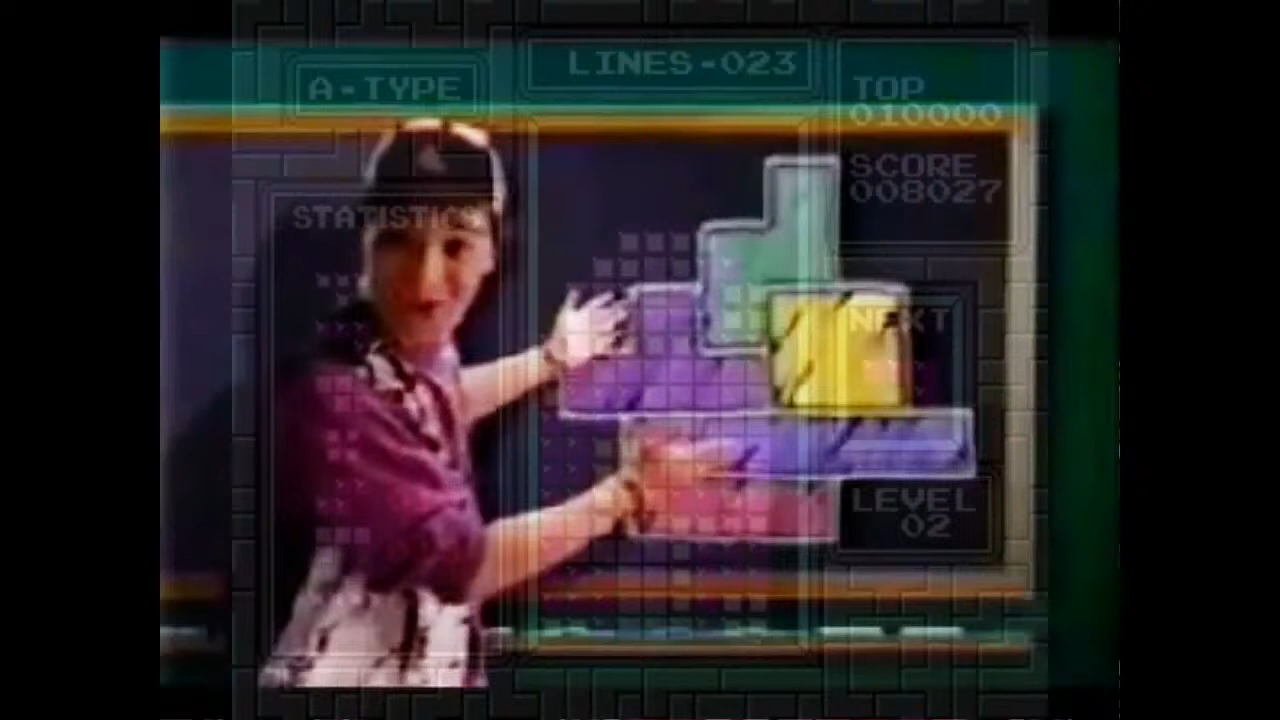 A-TYPE
LINES-023
TOP
010000
SCORE
008027
STATISTICS
NEXT
LEVEL
02